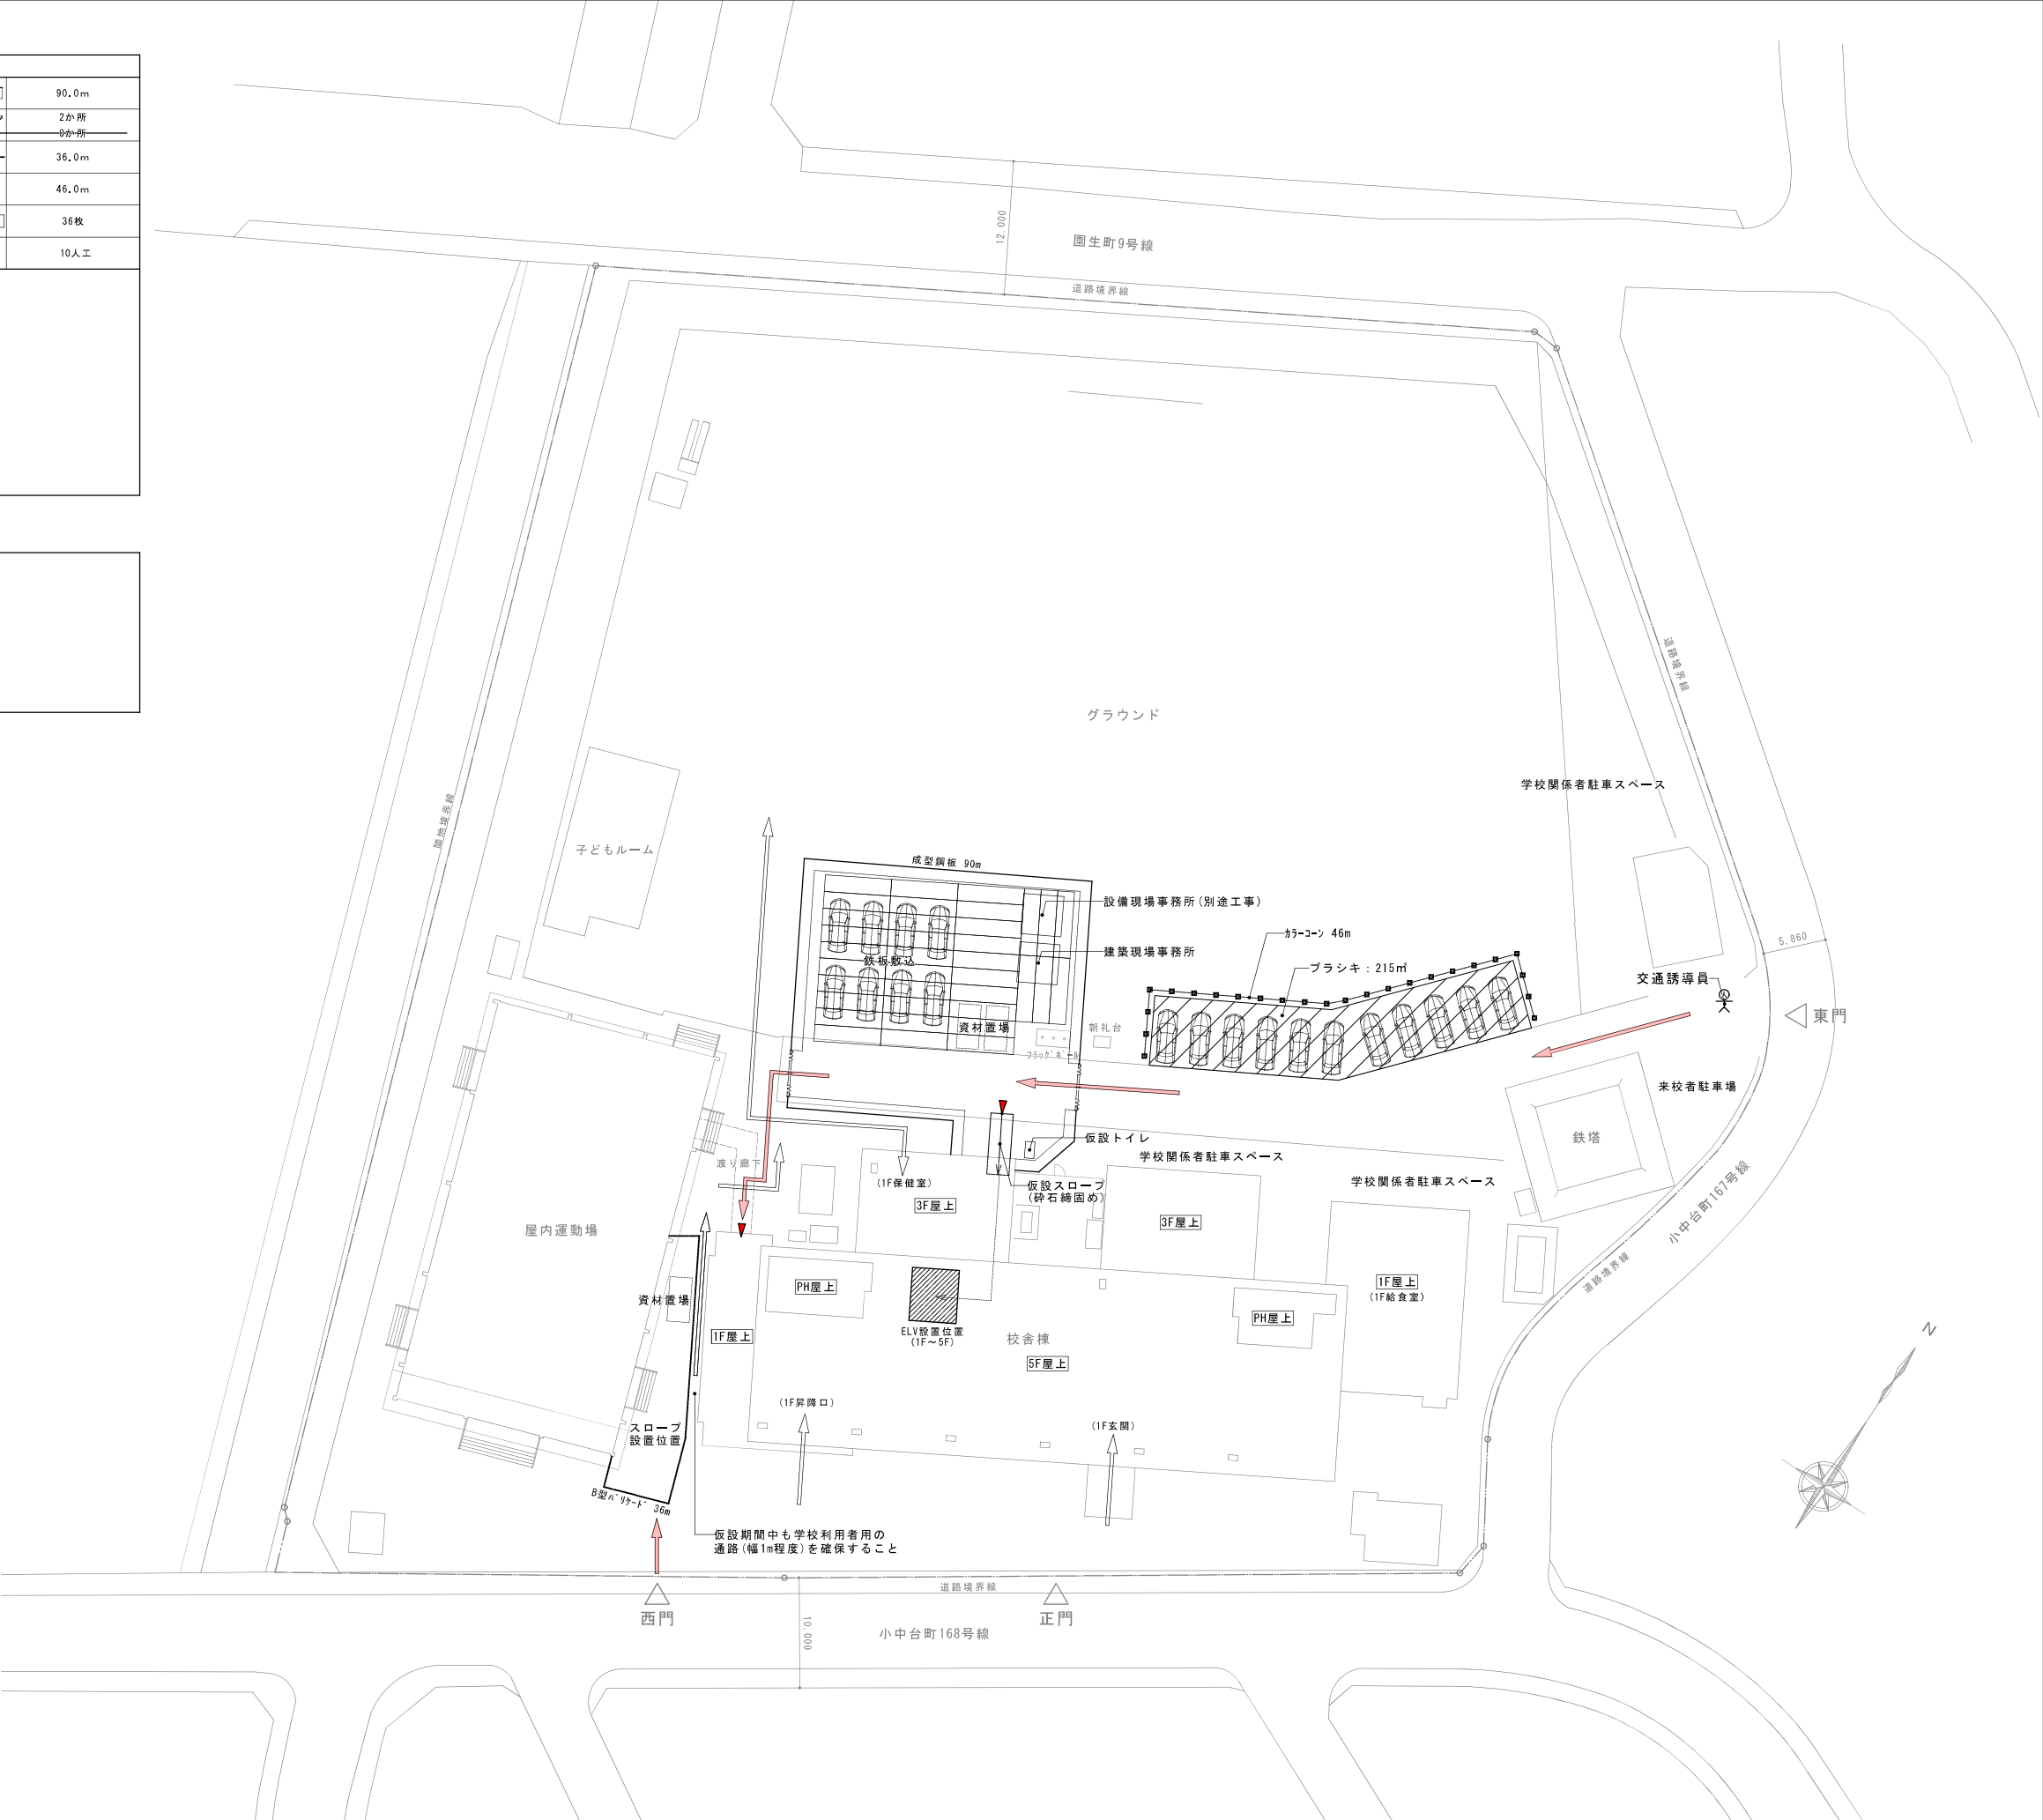 90.0m
2か所
8か所
36.0m
46.0m
36枚
10人工
12.000
園生町9号線
道路境界線
道路境界線
グラウンド
学校関係者駐車スペース
隣地境界線
子どもルーム
成型鋼板 90m
設備現場事務所(別途工事)
カラーコーン 46m
建築現場事務所
鉄板敷込
プラシキ：215㎡
5.860
交通誘導員
東門
資材置場
朝礼台
フラッグポール
来校者駐車場
仮設トイレ
鉄塔
学校関係者駐車スペース
渡り廊下
(1F保健室)
学校関係者駐車スペース
仮設スロープ
(砕石締固め)
3F屋上
3F屋上
小中台町167号線
屋内運動場
道路境界線
PH屋上
1F屋上
(1F給食室)
資材置場
PH屋上
1F屋上
ELV設置位置
(1F～5F)
校舎棟
5F屋上
N
(1F昇降口)
スロープ
設置位置
(1F玄関)
B型バリケード 36m
仮設期間中も学校利用者用の
通路(幅1m程度)を確保すること
道路境界線
西門
正門
10.000
小中台町168号線